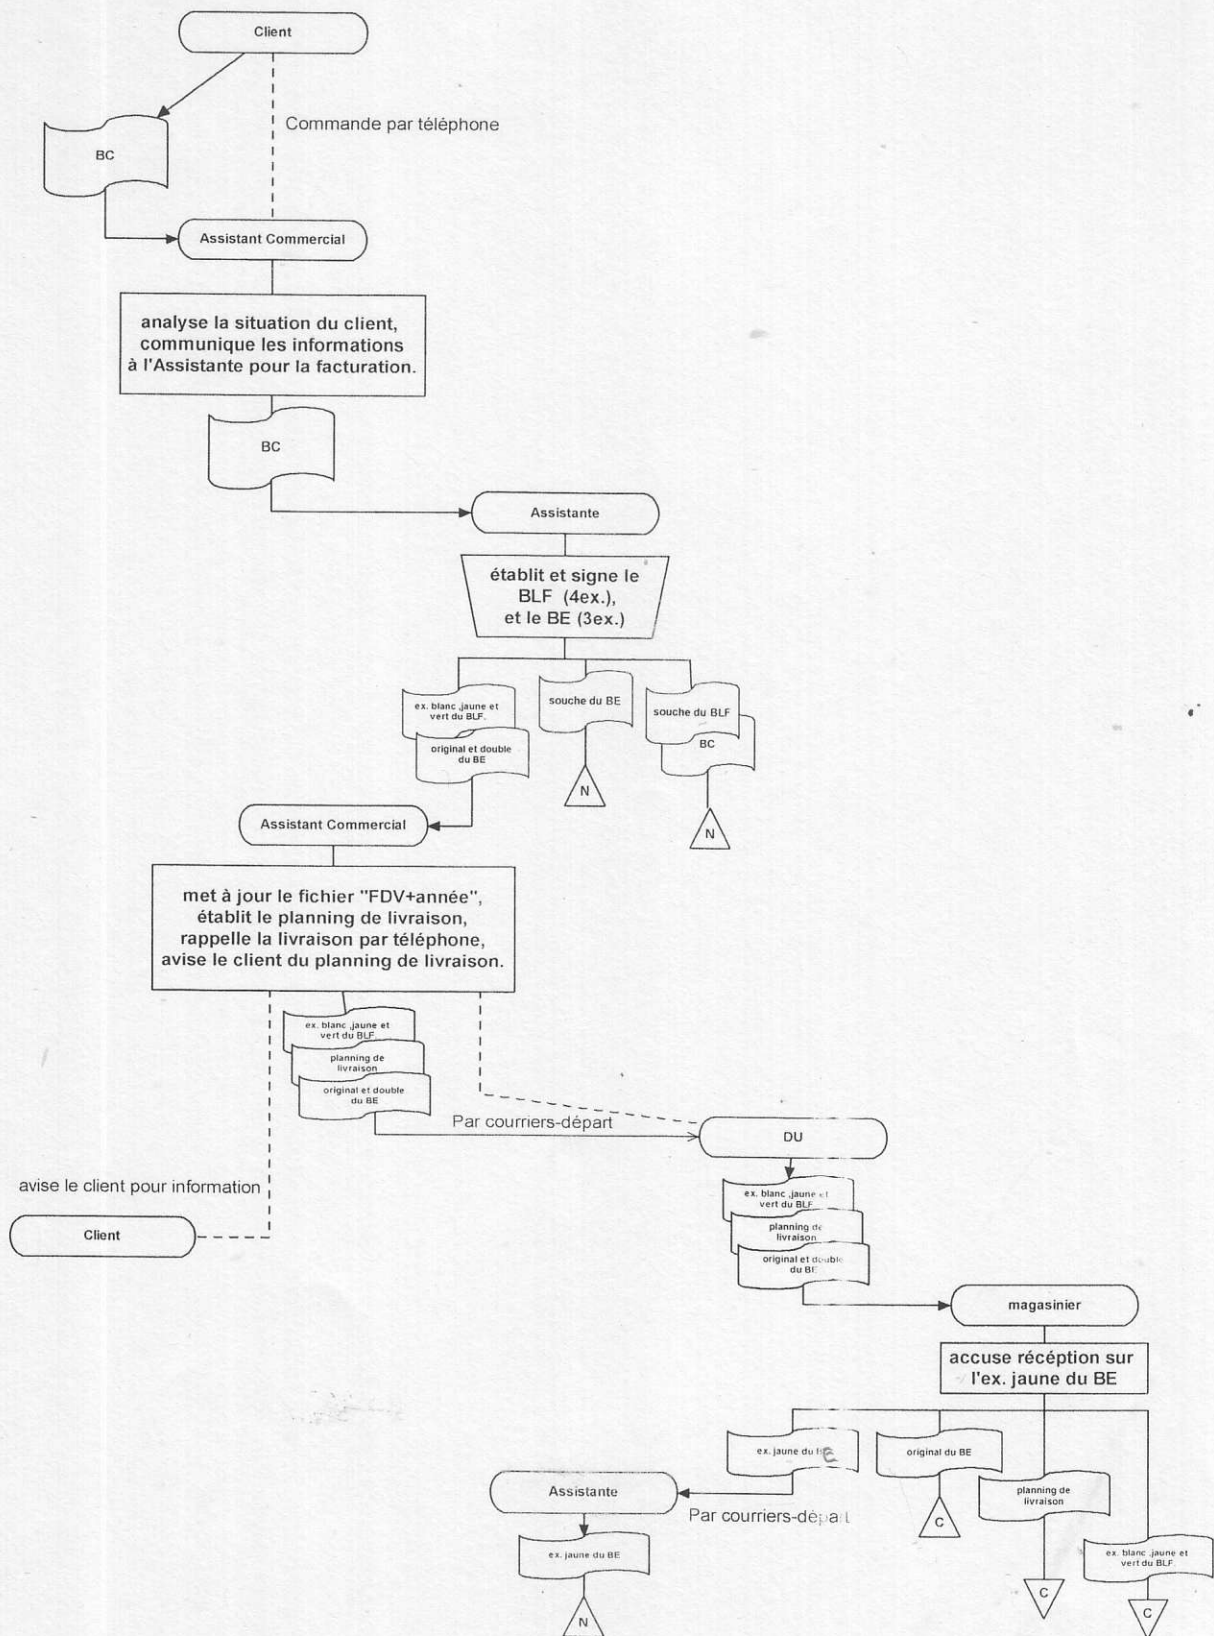 Client
Commande par téléphone
BC
Assistant Commercial
analyse la situation du client,
communique les informations
à l'Assistante pour la facturation.
BC
Assistante
établit et signe le
BLF (4ex.),
et le BE (3ex.)
ex. blanc ,jaune et
vert du BLF.
original et double
du BE
souche du BE
souche du BLF
BC
N
N
Assistant Commercial
met à jour le fichier "FDV+année",
établit le planning de livraison,
rappelle la livraison par téléphone,
avise le client du planning de livraison.
ex. blanc ,jaune et
vert du BLF
planning de
livraison
original et double
du BE
Par courriers-départ
DU
avise le client pour information
Client
ex. blanc ,jaune et
vert du BLF
planning de
livraison
original et double
du BE
magasinier
accuse récéption sur
l'ex. jaune du BE
ex. jaune du BE
original du BE
planning de
livraison
ex. blanc ,jaune et
vert du BLF.
Assistante
Par courriers-départ
C
ex. jaune du BE
C
C
N